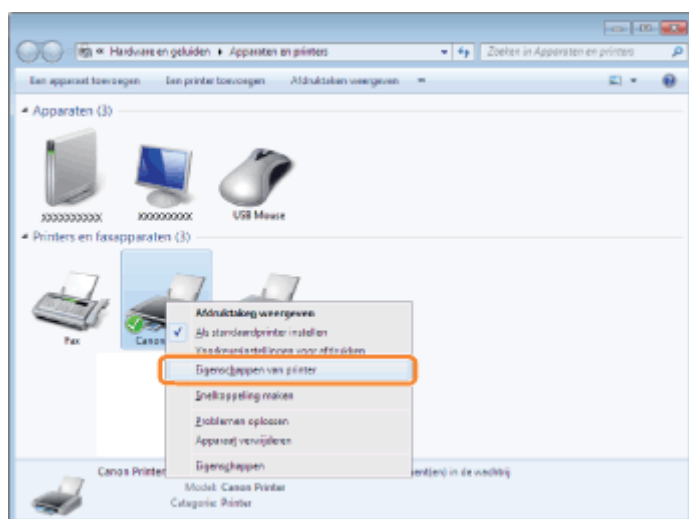 « Hardware en geluiden ▸ Apparaten en printers
Zoeken in Apparaten en printers
Een apparaat toevoegen Een printer toevoegen Afdruktaken weergeven »
Apparaten (3)
XXXXXXXXXX XXXXXXXXX USB Mouse
Printers en faxapparaten (3)
Fax Canon
Afdruktaken weergeven
Als standaardprinter instellen
Voorkeursinstellingen voor afdrukken
Eigenschappen van printer
Snelkoppeling maken
Problemen oplossen
Apparaat verwijderen
Eigenschappen
Canon Printer ment(en) in de wachtrij
Model: Canon Printer
Categorie: Printer